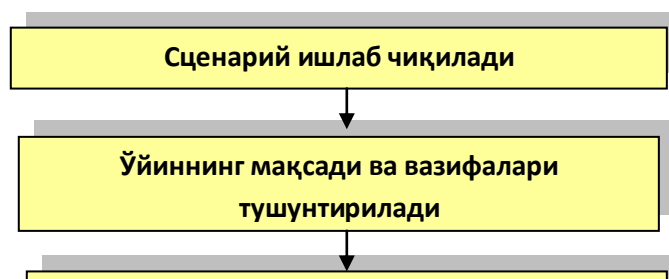 Сценарий ишлаб чиқилади
Ўйиннинг мақсади ва вазифалари
тушунтирилади